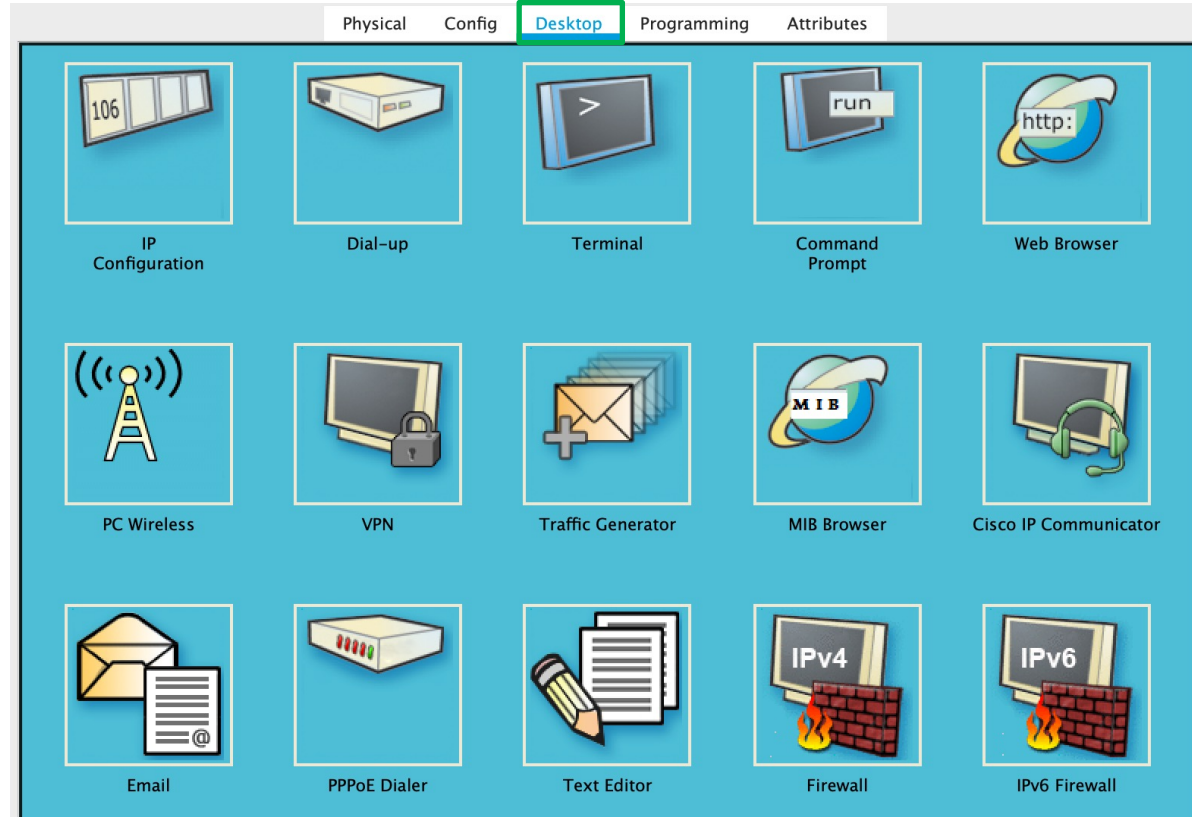 Physical Config Desktop Programming Attributes
106
>
run
http:
IP
Configuration
Dial-up
Terminal
Command
Prompt
Web Browser
MIB
PC Wireless
VPN
Traffic Generator
MIB Browser
Cisco IP Communicator
@
IPv4
IPv6
Email
PPPoE Dialer
Text Editor
Firewall
IPv6 Firewall